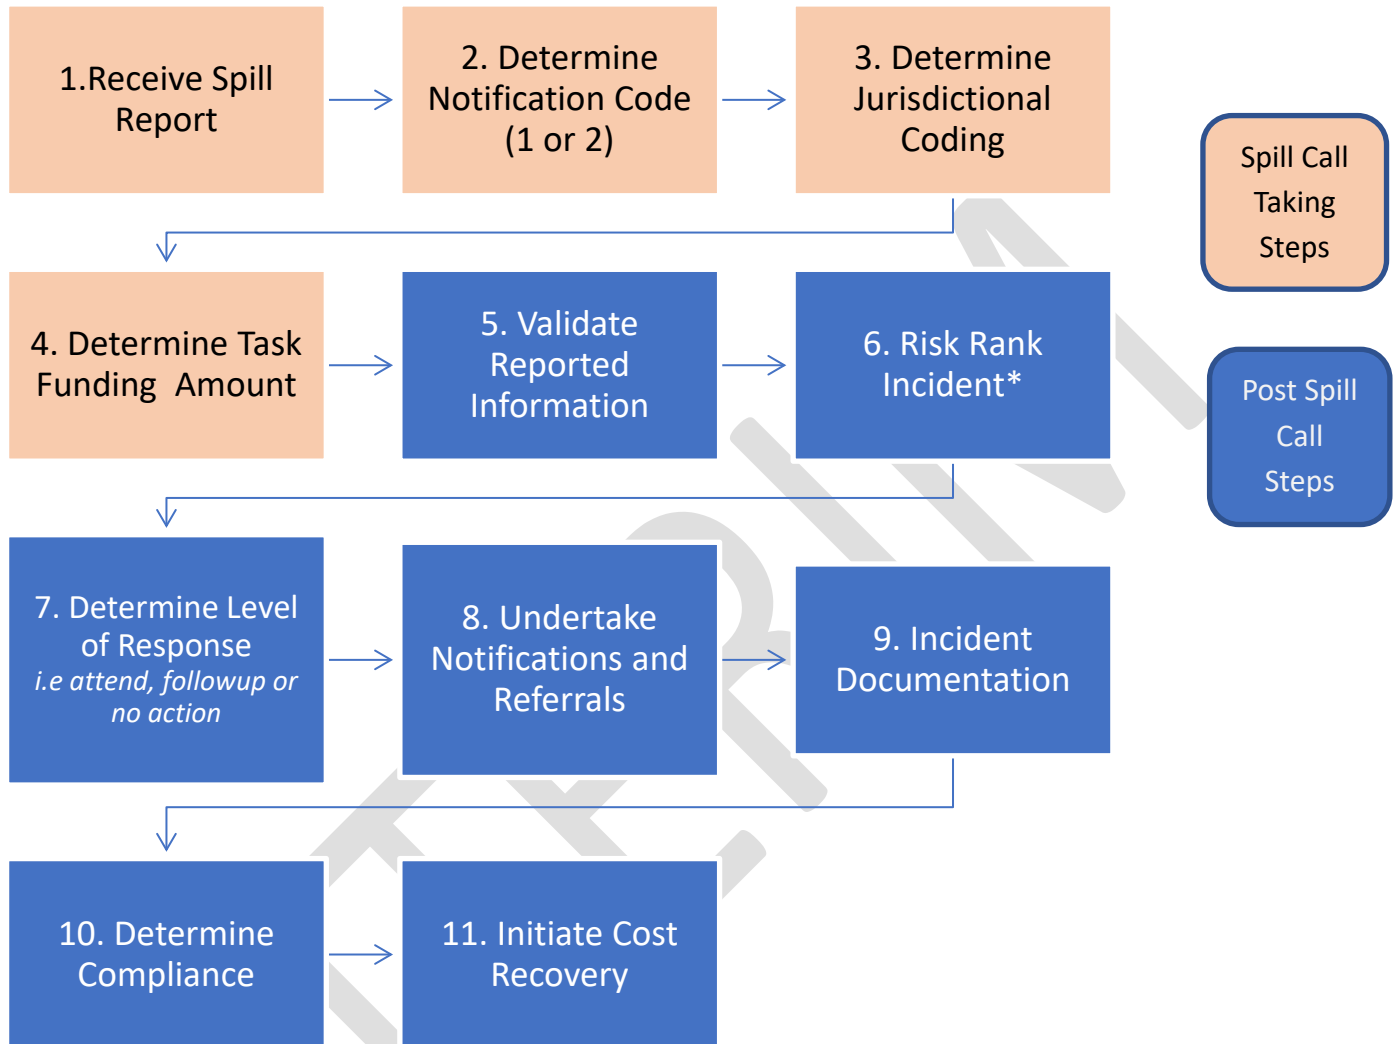 1.Receive Spill
Report
2. Determine
Notification Code
(1 or 2)
3. Determine
Jurisdictional
Coding
Spill Call
Taking
Steps
4. Determine Task
Funding  Amount
5. Validate
Reported
Information
6. Risk Rank
Incident*
Post Spill
Call
Steps
7. Determine Level
of Response
i.e attend, followup or
no action
8. Undertake
Notifications and
Referrals
9. Incident
Documentation
10. Determine
Compliance
11. Initiate Cost
Recovery